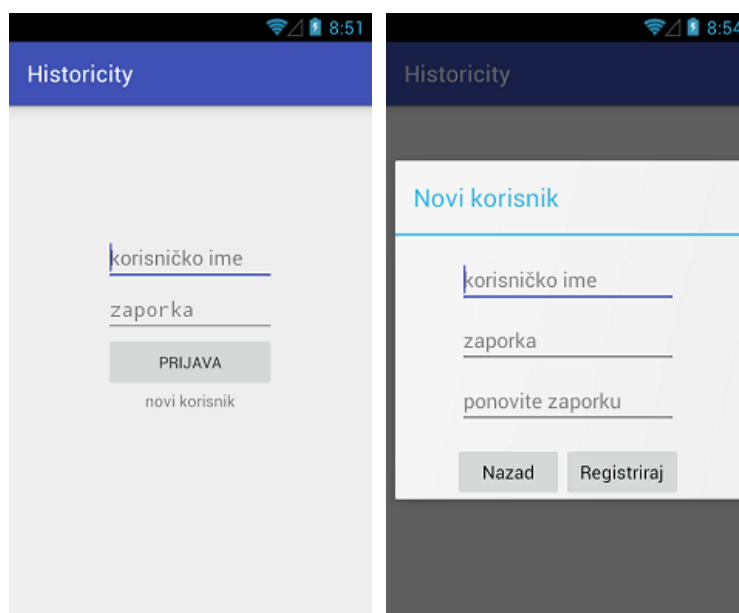 8:51
Historicity
korisničko ime
zaporka
PRIJAVA
novi korisnik
8:54
Historicity
Novi korisnik
korisničko ime
zaporka
ponovite zaporku
Nazad Registriraj